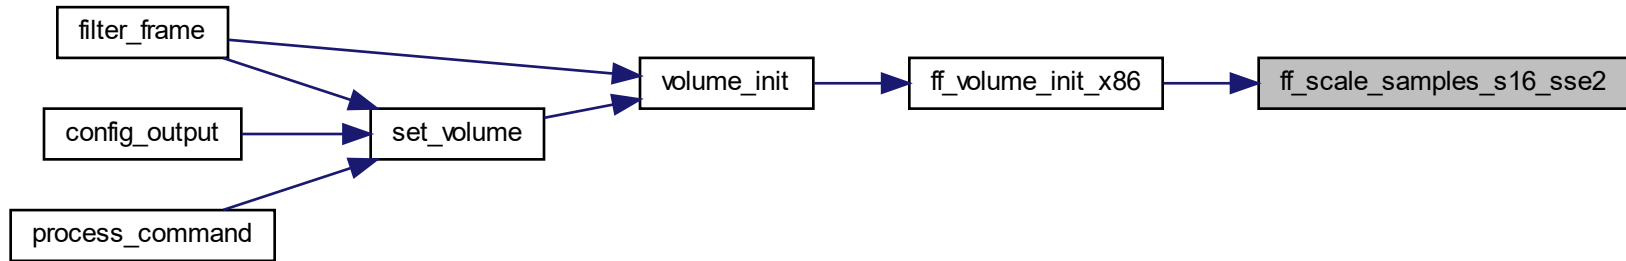 filter_frame
volume_init
ff_volume_init_x86
ff_scale_samples_s16_sse2
config_output
set_volume
process_command